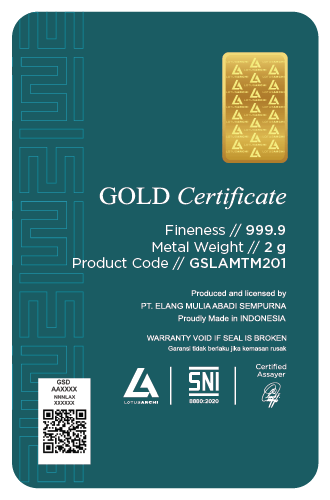 GOLD Certificate
Fineness // 999.9
Metal Weight // 2 g
Product Code // GSLAMTM201
Produced and licensed by
PT. ELANG MULIA ABADI SEMPURNA
Proudly Made in INDONESIA
WARRANTY VOID IF SEAL IS BROKEN
Garansi tidak berlaku jika kemasan rusak
GSD
AAXXXX
NNNLAX
XXXXXX
LOTUSARCHI
SNI
8880:2020
Certified
Assayer